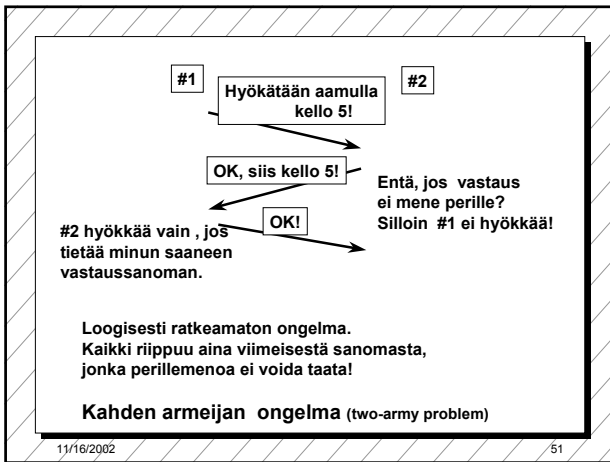 #1
#2
Hyökätään aamulla
kello 5!
OK, siis kello 5!
Entä, jos vastaus
ei mene perille?
Silloin #1 ei hyökkää!
OK!
#2 hyökkää vain , jos
tietää minun saaneen
vastaussanoman.
Loogisesti ratkeamaton ongelma.
Kaikki riippuu aina viimeisestä sanomasta,
jonka perillemenoa ei voida taata!
Kahden armeijan ongelma (two-army problem)
11/16/2002
51